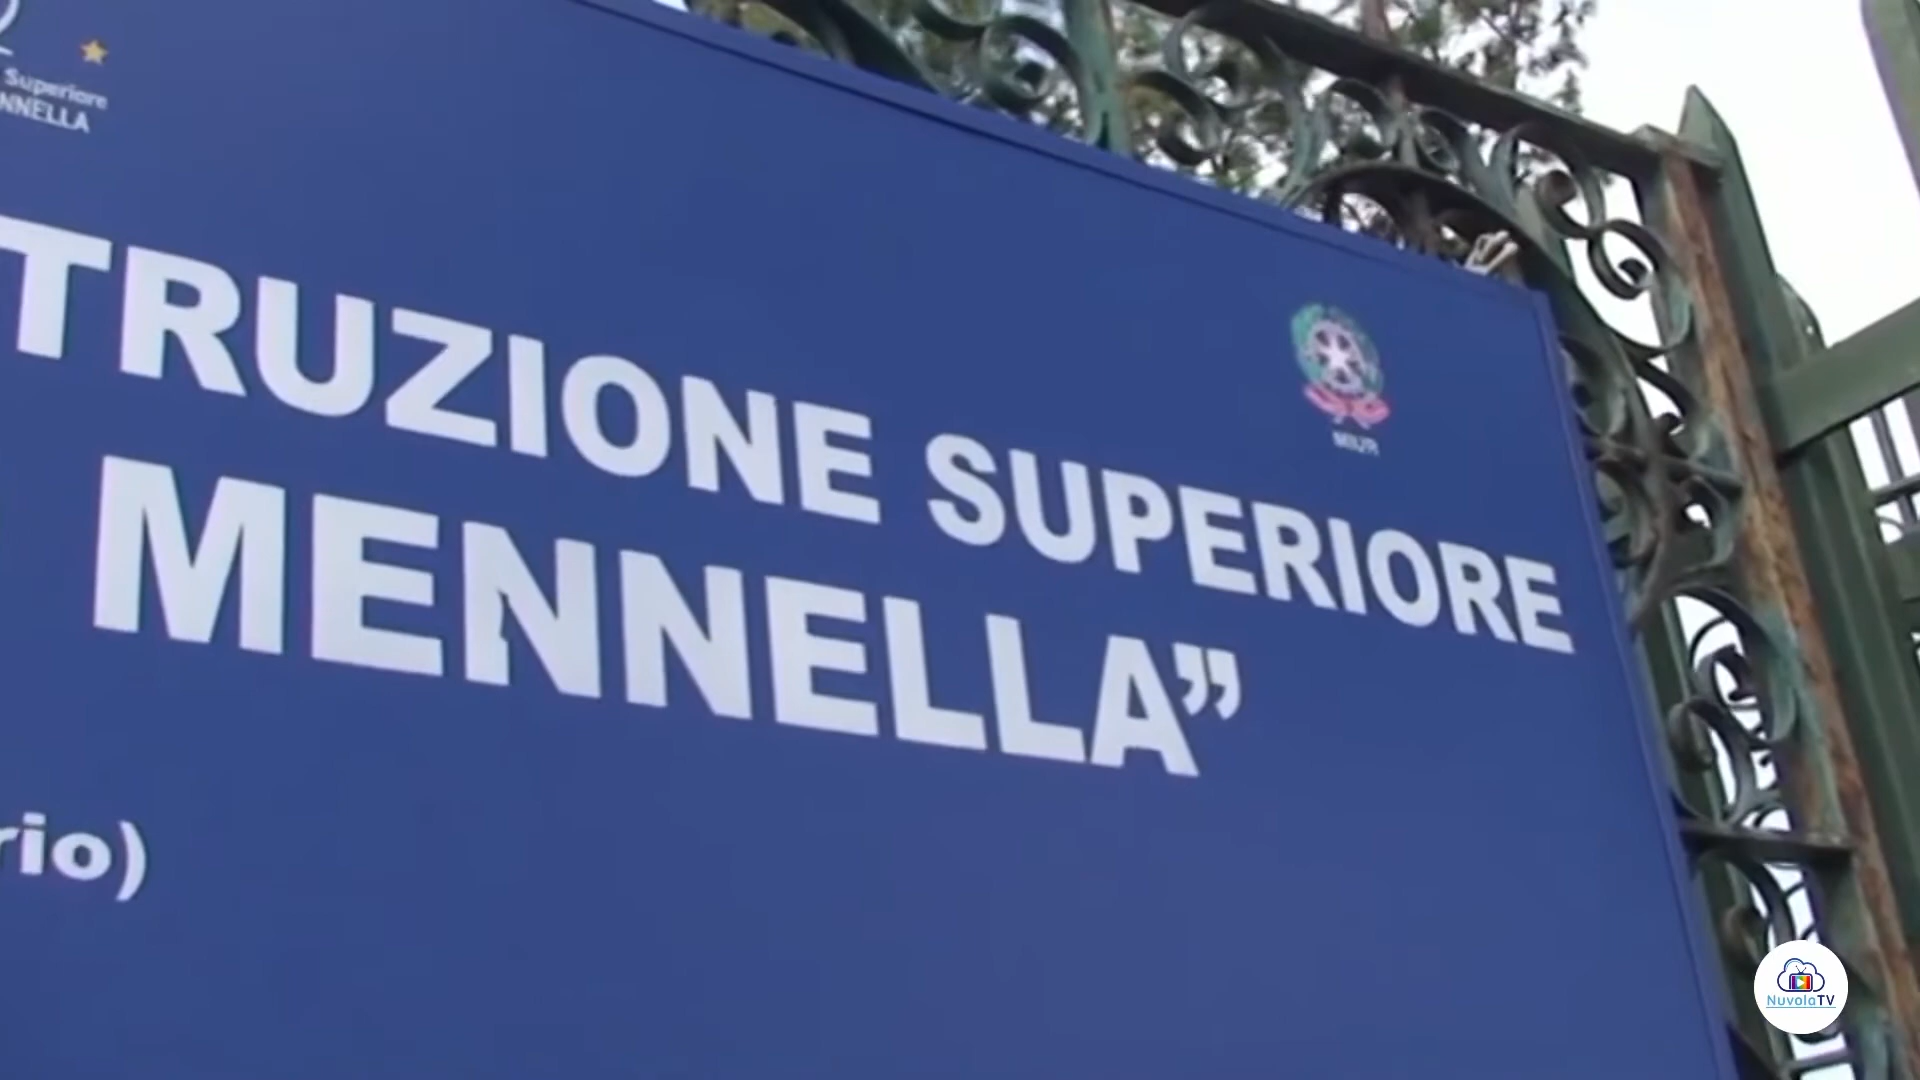 Superiore
NNELLA
TRUZIONE SUPERIORE
MENNELLA”
MIUR
rio)
NuvolaTV